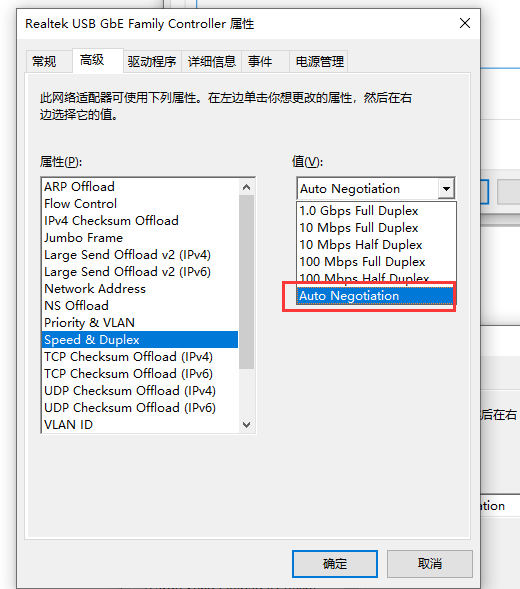 Realtek USB GbE Family Controller 属性
常规
高级
驱动程序
详细信息
事件
电源管理
此网络适配器可使用下列属性。在左边单击你想更改的属性，然后在右
边选择它的值。
属性(P):
值(V):
ARP Offload
Flow Control
IPv4 Checksum Offload
Jumbo Frame
Large Send Offload v2 (IPv4)
Large Send Offload v2 (IPv6)
Network Address
NS Offload
Priority & VLAN
Speed & Duplex
TCP Checksum Offload (IPv4)
TCP Checksum Offload (IPv6)
UDP Checksum Offload (IPv4)
UDP Checksum Offload (IPv6)
VLAN ID
Auto Negotiation
1.0 Gbps Full Duplex
10 Mbps Full Duplex
10 Mbps Half Duplex
100 Mbps Full Duplex
100 Mbps Half Duplex
Auto Negotiation
后在右
ation
确定
取消